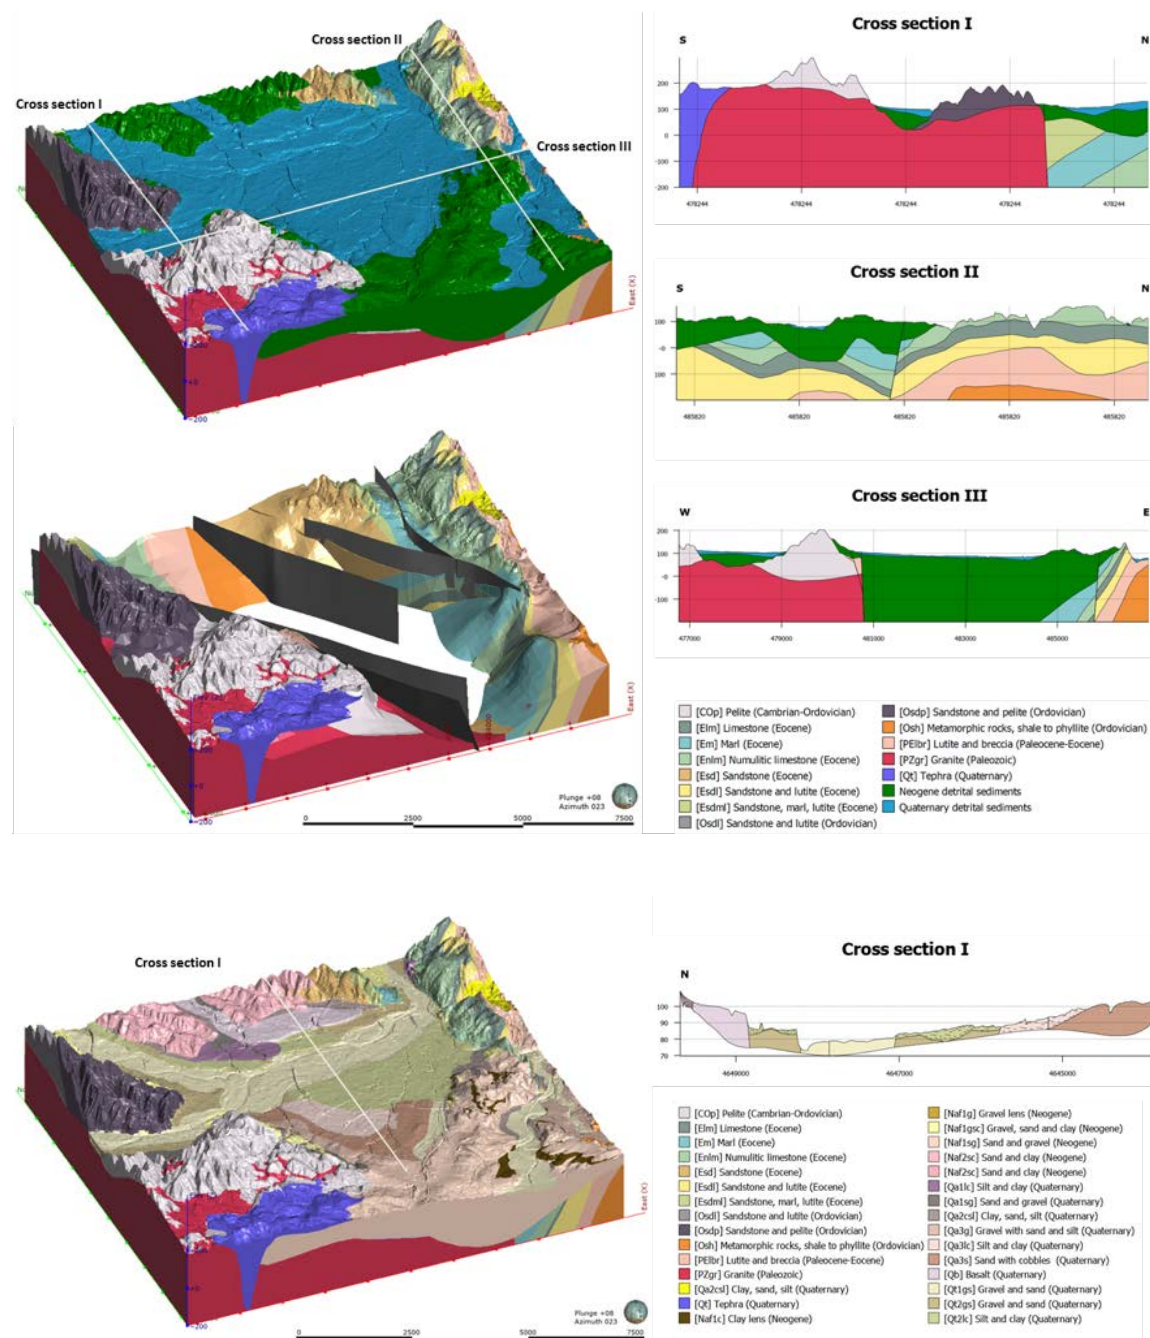 Cross section II
Cross section I
Cross section III
East (X)
+0
-200
Cross section I
S
N
200
100
0
-100
-200
478244
478244
478244
478244
478244
Cross section II
S
N
100
-0
100
485820
485820
485820
485820
485820
Cross section III
W
E
200
100
-0
-100
477000
479000
481000
483000
485000
East (X)
-200
Plunge +08
Azimuth 023
0
2500
5000
7500
[COp] Pelite (Cambrian-Ordovician)
[Elm] Limestone (Eocene)
[Em] Marl (Eocene)
[Enlm] Numulitic limestone (Eocene)
[Esd] Sandstone (Eocene)
[Esdl] Sandstone and lutite (Eocene)
[Esdml] Sandstone, marl, lutite (Eocene)
[Osdl] Sandstone and lutite (Ordovician)
[Osdp] Sandstone and pelite (Ordovician)
[Osh] Metamorphic rocks, shale to phyllite (Ordovician)
[PElbr] Lutite and breccia (Paleocene-Eocene)
[PZgr] Granite (Paleozoic)
[Qt] Tephra (Quaternary)
Neogene detrital sediments
Quaternary detrital sediments
Cross section I
East (X)
-200
Plunge +08
Azimuth 023
0
2500
5000
7500
Cross section I
N
100
90
80
70
4649000
4647000
4645000
[COp] Pelite (Cambrian-Ordovician)
[Elm] Limestone (Eocene)
[Em] Marl (Eocene)
[Enlm] Numulitic limestone (Eocene)
[Esd] Sandstone (Eocene)
[Esdl] Sandstone and lutite (Eocene)
[Esdml] Sandstone, marl, lutite (Eocene)
[Osdl] Sandstone and lutite (Ordovician)
[Osdp] Sandstone and pelite (Ordovician)
[Osh] Metamorphic rocks, shale to phyllite (Ordovician)
[PElbr] Lutite and breccia (Paleocene-Eocene)
[PZgr] Granite (Paleozoic)
[Qa2csl] Clay, sand, silt (Quaternary)
[Qt] Tephra (Quaternary)
[Naf1c] Clay lens (Neogene)
[Naf1g] Gravel lens (Neogene)
[Naf1gsc] Gravel, sand and clay (Neogene)
[Naf1sg] Sand and gravel (Neogene)
[Naf2sc] Sand and clay (Neogene)
[Naf2sc] Sand and clay (Neogene)
[Qa1lc] Silt and clay (Quaternary)
[Qa1sg] Sand and gravel (Quaternary)
[Qa2csl] Clay, sand, silt (Quaternary)
[Qa3g] Gravel with sand and silt (Quaternary)
[Qa3lc] Silt and clay (Quaternary)
[Qa3s] Sand with cobbles (Quaternary)
[Qb] Basalt (Quaternary)
[Qt1gs] Gravel and sand (Quaternary)
[Qt2gs] Gravel and sand (Quaternary)
[Qt2lc] Silt and clay (Quaternary)